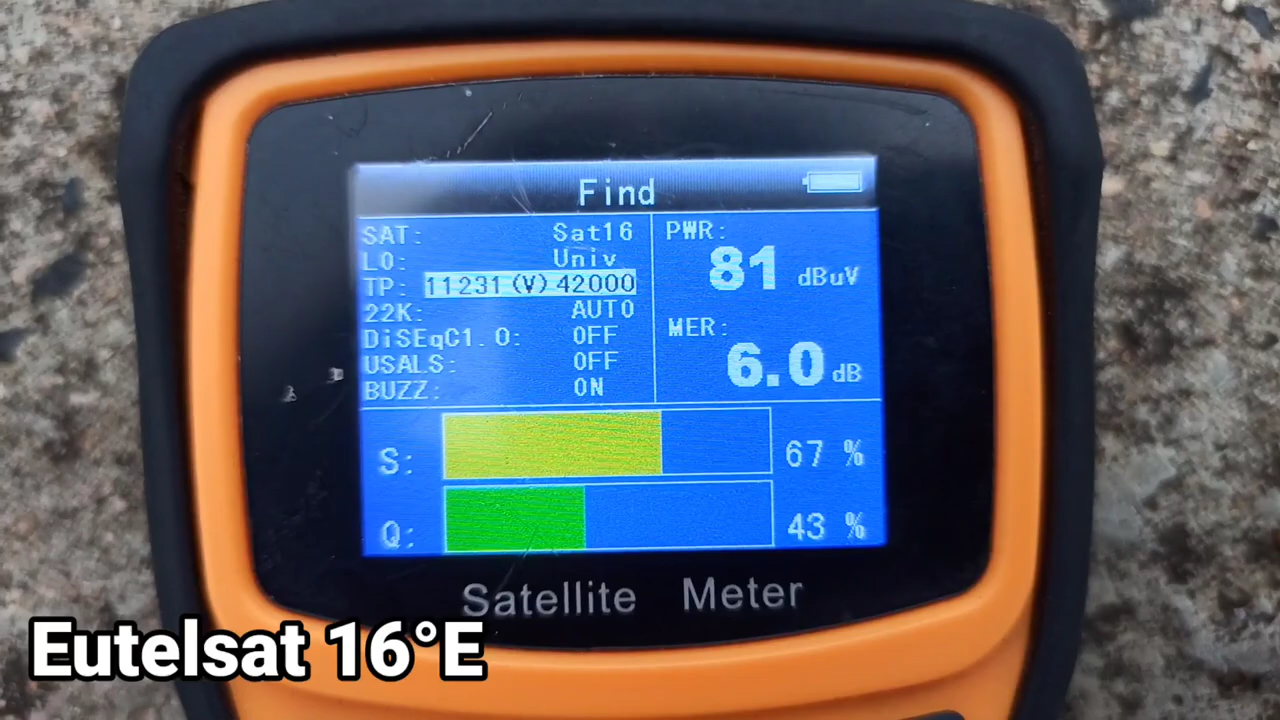 Find
SAT: Sat16
LO: Univ
TP: 11231(V)42000
22K: AUTO
DiSEqC1.0: OFF
USALS: OFF
BUZZ: ON
PWR:
81 dBuV
MER:
6.0 dB
S: 67 %
Q: 43 %
Satellite Meter
Eutelsat 16°E